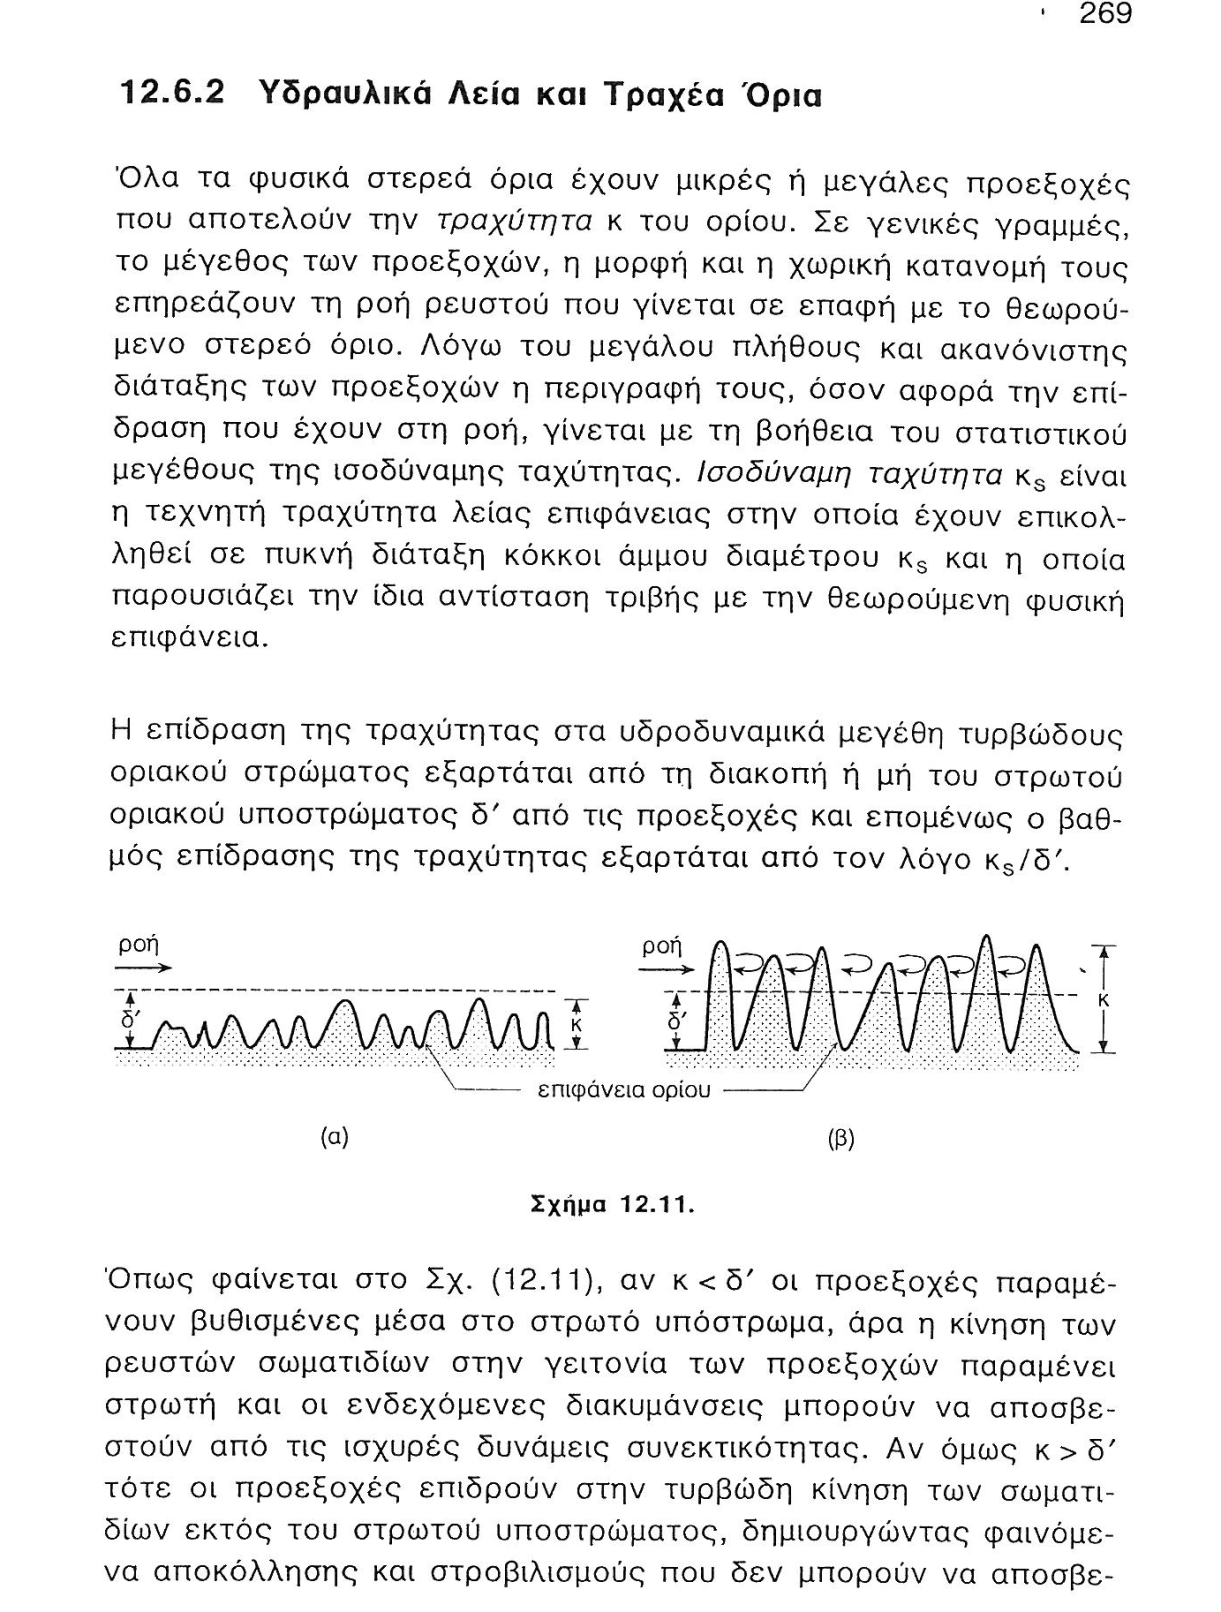 269
12.6.2 Υδραυλικά Λεία και Τραχέα Όρια
Όλα τα φυσικά στερεά όρια έχουν μικρές ή μεγάλες προεξοχές
που αποτελούν την τραχύτητα κ του ορίου. Σε γενικές γραμμές,
το μέγεθος των προεξοχών, η μορφή και η χωρική κατανομή τους
επηρεάζουν τη ροή ρευστού που γίνεται σε επαφή με το θεωρού-
μενο στερεό όριο. Λόγω του μεγάλου πλήθους και ακανόνιστης
διάταξης των προεξοχών η περιγραφή τους, όσον αφορά την επί-
δραση που έχουν στη ροή, γίνεται με τη βοήθεια του στατιστικού
μεγέθους της ισοδύναμης ταχύτητας. Ισοδύναμη ταχύτητα κs είναι
η τεχνητή τραχύτητα λείας επιφάνειας στην οποία έχουν επικολ-
ληθεί σε πυκνή διάταξη κόκκοι άμμου διαμέτρου κs και η οποία
παρουσιάζει την ίδια αντίσταση τριβής με την θεωρούμενη φυσική
επιφάνεια.
Η επίδραση της τραχύτητας στα υδροδυναμικά μεγέθη τυρβώδους
οριακού στρώματος εξαρτάται από τη διακοπή ή μή του στρωτού
οριακού υποστρώματος δ′ από τις προεξοχές και επομένως ο βαθ-
μός επίδρασης της τραχύτητας εξαρτάται από τον λόγο κs/δ′.
ροή
δ′
κ
ροή
δ′
κ
επιφάνεια ορίου
(α)
(β)
Σχήμα 12.11.
Όπως φαίνεται στο Σχ. (12.11), αν κ < δ′ οι προεξοχές παραμέ-
νουν βυθισμένες μέσα στο στρωτό υπόστρωμα, άρα η κίνηση των
ρευστών σωματιδίων στην γειτονία των προεξοχών παραμένει
στρωτή και οι ενδεχόμενες διακυμάνσεις μπορούν να αποσβε-
στούν από τις ισχυρές δυνάμεις συνεκτικότητας. Αν όμως κ > δ′
τότε οι προεξοχές επιδρούν στην τυρβώδη κίνηση των σωματι-
δίων εκτός του στρωτού υποστρώματος, δημιουργώντας φαινόμε-
να αποκόλλησης και στροβιλισμούς που δεν μπορούν να αποσβε-